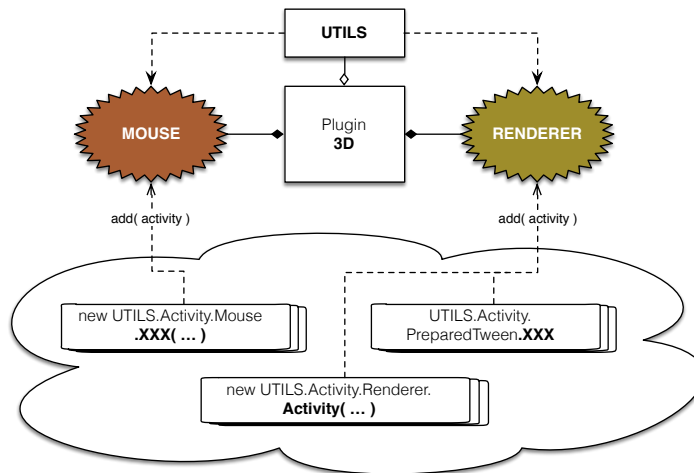 UTILS
MOUSE
Plugin
3D
RENDERER
add( activity )
add( activity )
new UTILS.Activity.Mouse
.XXX( ... )
UTILS.Activity.
PreparedTween.XXX
new UTILS.Activity.Renderer.
Activity( ... )